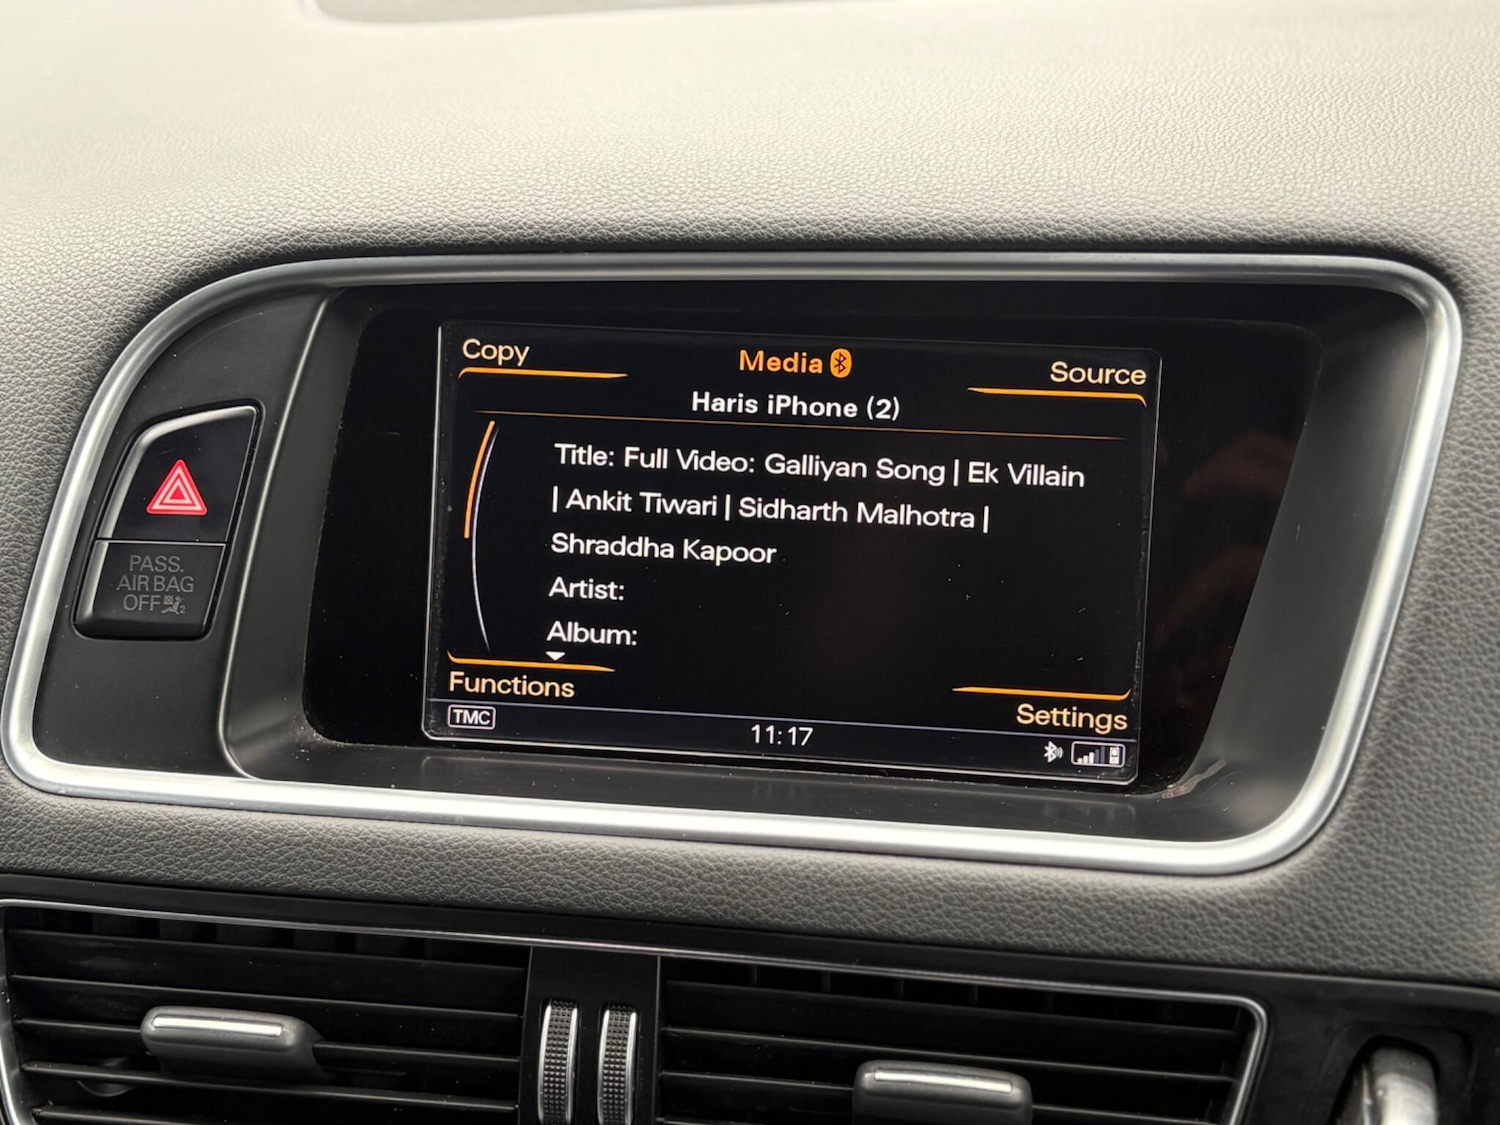 Copy
Media
Source
Haris iPhone (2)
Title: Full Video: Galliyan Song | Ek Villain
| Ankit Tiwari | Sidharth Malhotra |
Shraddha Kapoor
Artist:
Album:
Functions
Settings
TMC
11:17
PASS.
AIR BAG
OFF
2